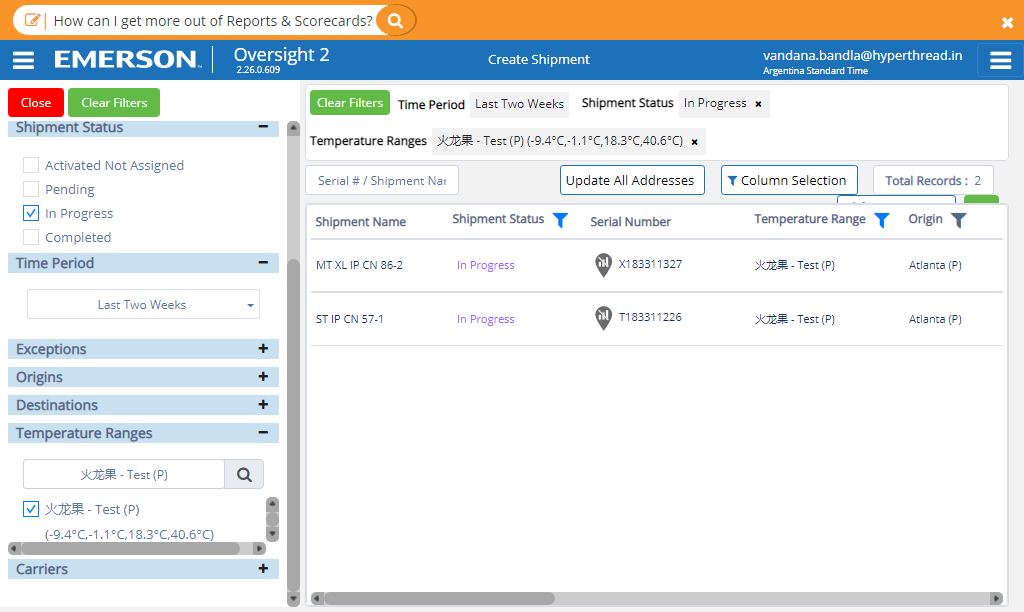 How can I get more out of Reports & Scorecards?
EMERSON
Oversight 2
2.26.0.609
Create Shipment
vandana.bandla@hyperthread.in
Argentina Standard Time
Close
Clear Filters
Shipment Status
Activated Not Assigned
Pending
In Progress
Completed
Time Period
Last Two Weeks
Exceptions
Origins
Destinations
Temperature Ranges
火龙果 - Test (P)
火龙果 - Test (P)
(-9.4°C,-1.1°C,18.3°C,40.6°C)
Carriers
Clear Filters
Time Period
Last Two Weeks
Shipment Status
In Progress ×
Temperature Ranges
火龙果 - Test (P) (-9.4°C,-1.1°C,18.3°C,40.6°C) ×
Serial # / Shipment Nar
Update All Addresses
Column Selection
Total Records : 2
Shipment Name Shipment Status Serial Number Temperature Range Origin
MT XL IP CN 86-2 In Progress X183311327 火龙果 - Test (P) Atlanta (P)
ST IP CN 57-1 In Progress T183311226 火龙果 - Test (P) Atlanta (P)